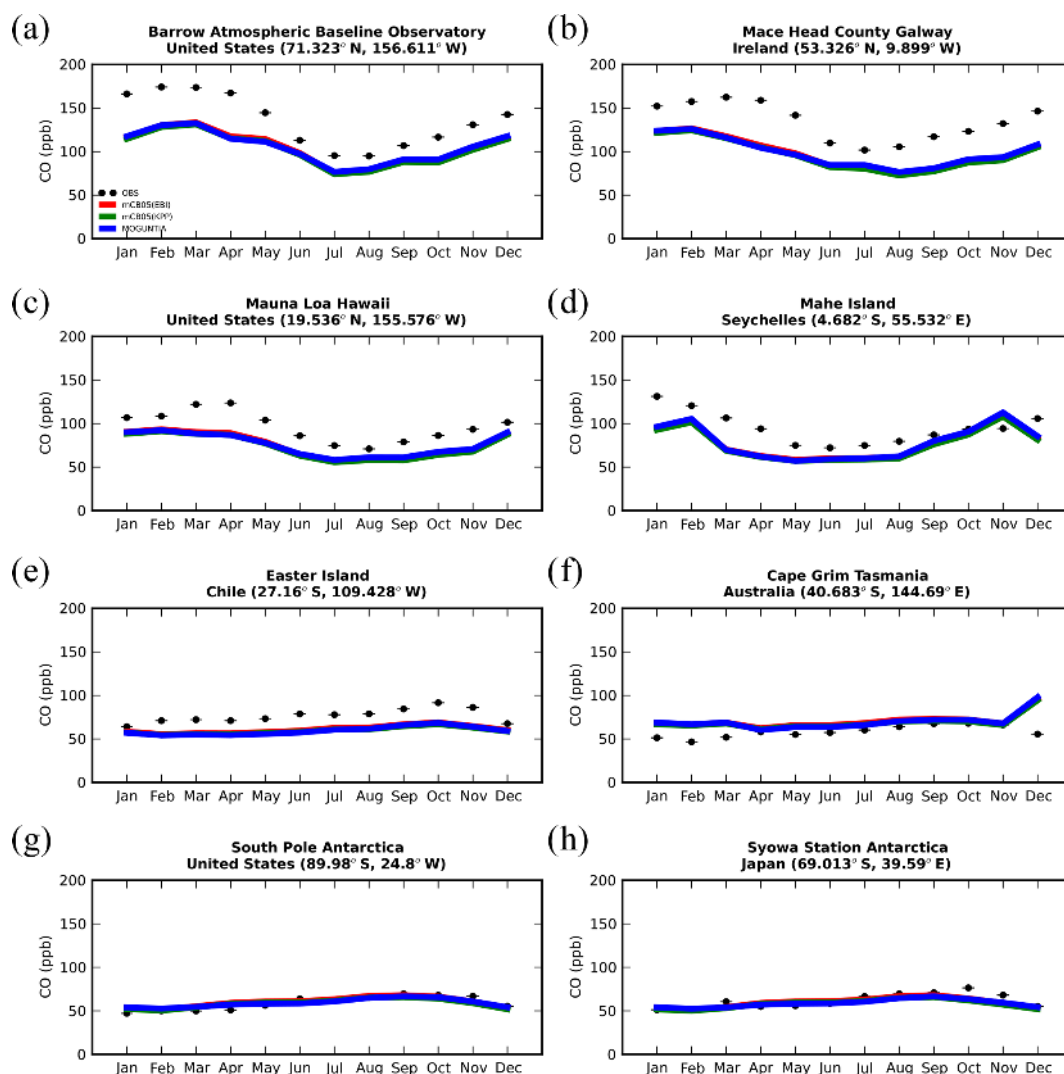 (a)
Barrow Atmospheric Baseline Observatory
United States (71.323° N, 156.611° W)
200
150
100
50
0
CO (ppb)
OBS
mCB05(EBI)
mCB05(KPP)
MOGUNTIA
Jan Feb Mar Apr May Jun Jul Aug Sep Oct Nov Dec
(b)
Mace Head County Galway
Ireland (53.326° N, 9.899° W)
200
150
100
50
0
CO (ppb)
Jan Feb Mar Apr May Jun Jul Aug Sep Oct Nov Dec
(c)
Mauna Loa Hawaii
United States (19.536° N, 155.576° W)
200
150
100
50
0
CO (ppb)
Jan Feb Mar Apr May Jun Jul Aug Sep Oct Nov Dec
(d)
Mahe Island
Seychelles (4.682° S, 55.532° E)
200
150
100
50
0
CO (ppb)
Jan Feb Mar Apr May Jun Jul Aug Sep Oct Nov Dec
(e)
Easter Island
Chile (27.16° S, 109.428° W)
200
150
100
50
0
CO (ppb)
Jan Feb Mar Apr May Jun Jul Aug Sep Oct Nov Dec
(f)
Cape Grim Tasmania
Australia (40.683° S, 144.69° E)
200
150
100
50
0
CO (ppb)
Jan Feb Mar Apr May Jun Jul Aug Sep Oct Nov Dec
(g)
South Pole Antarctica
United States (89.98° S, 24.8° W)
200
150
100
50
0
CO (ppb)
Jan Feb Mar Apr May Jun Jul Aug Sep Oct Nov Dec
(h)
Syowa Station Antarctica
Japan (69.013° S, 39.59° E)
200
150
100
50
0
CO (ppb)
Jan Feb Mar Apr May Jun Jul Aug Sep Oct Nov Dec